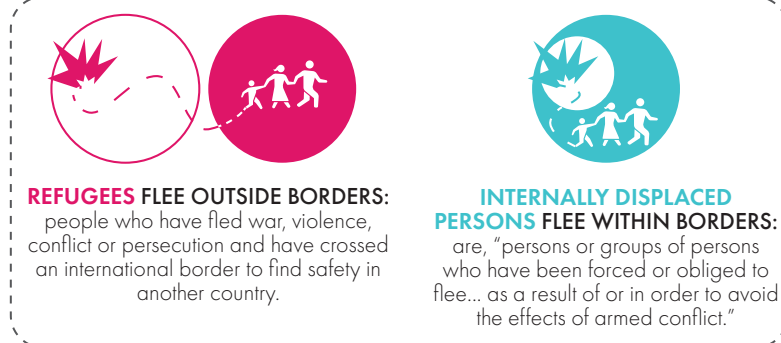 REFUGEES FLEE OUTSIDE BORDERS:
people who have fled war, violence,
conflict or persecution and have crossed
an international border to find safety in
another country.
INTERNALLY DISPLACED
PERSONS FLEE WITHIN BORDERS:
are, “persons or groups of persons
who have been forced or obliged to
flee... as a result of or in order to avoid
the effects of armed conflict.”